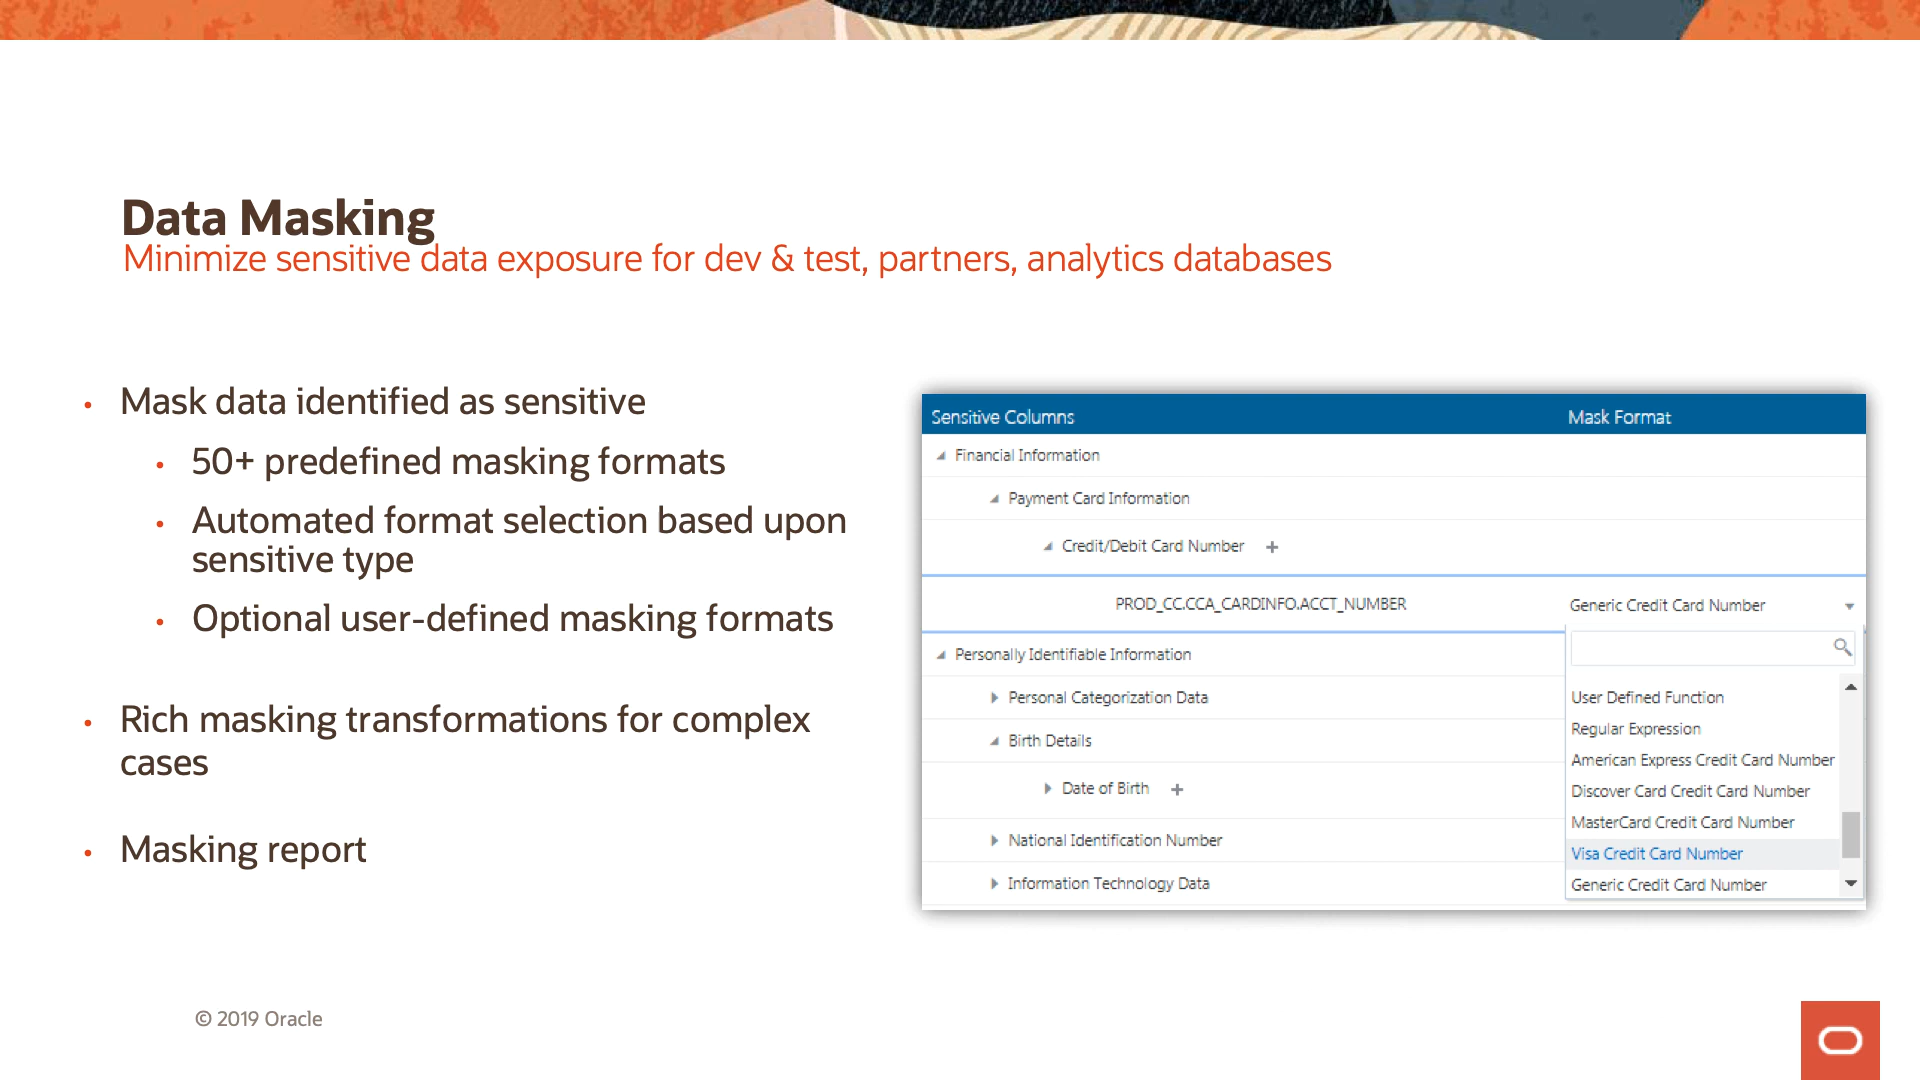 Data Masking
Minimize sensitive data exposure for dev & test, partners, analytics databases
• Mask data identified as sensitive
• 50+ predefined masking formats
• Automated format selection based upon
sensitive type
• Optional user-defined masking formats
• Rich masking transformations for complex
cases
• Masking report
Sensitive Columns Mask Format
Financial Information
Payment Card Information
Credit/Debit Card Number +
PROD_CC.CCA_CARDINFO.ACCT_NUMBER Generic Credit Card Number
Personally Identifiable Information
Personal Categorization Data
Birth Details
Date of Birth +
National Identification Number
Information Technology Data
User Defined Function
Regular Expression
American Express Credit Card Number
Discover Card Credit Card Number
MasterCard Credit Card Number
Visa Credit Card Number
Generic Credit Card Number
© 2019 Oracle